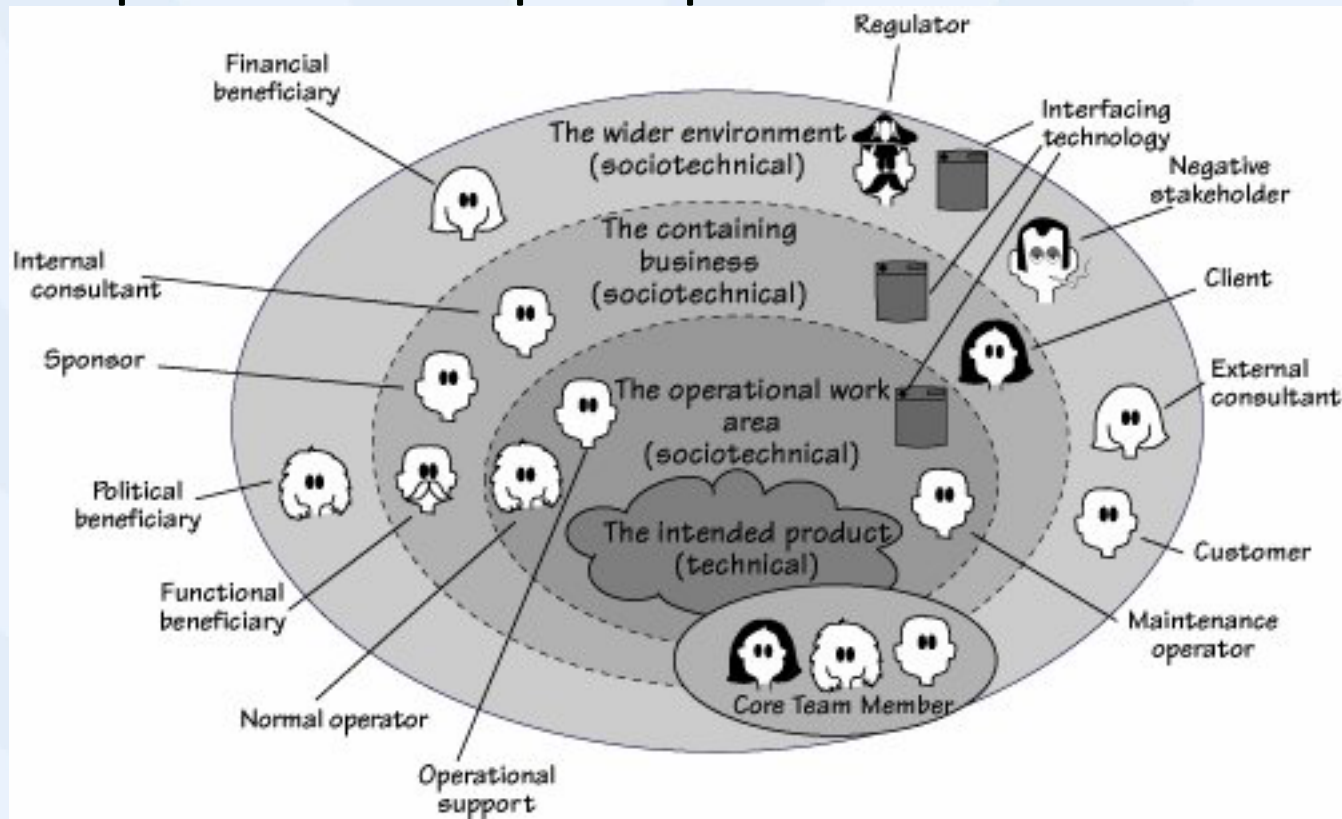 Regulator
Financial
beneficiary
Interfacing
technology
The wider environment
(sociotechnical)
Negative
stakeholder
The containing
business
(sociotechnical)
Internal
consultant
Client
Sponsor
The operational work
area
(sociotechnical)
External
consultant
Political
beneficiary
The intended product
(technical)
Customer
Functional
beneficiary
Maintenance
operator
Core Team Member
Normal operator
Operational
support